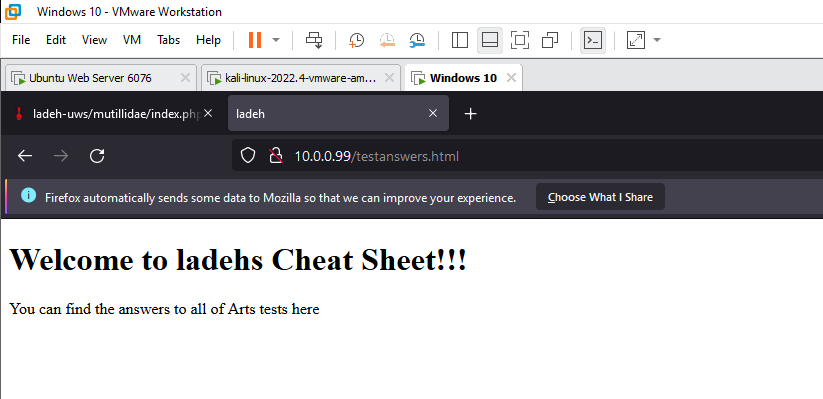 Windows 10 - VMware Workstation
File Edit View VM Tabs Help
Ubuntu Web Server 6076 kali-linux-2022.4-vmware-am... Windows 10
ladeh-uws/mutillidae/index.php ladeh
10.0.0.99/testanswers.html
Firefox automatically sends some data to Mozilla so that we can improve your experience. Choose What I Share
Welcome to ladehs Cheat Sheet!!!
You can find the answers to all of Arts tests here